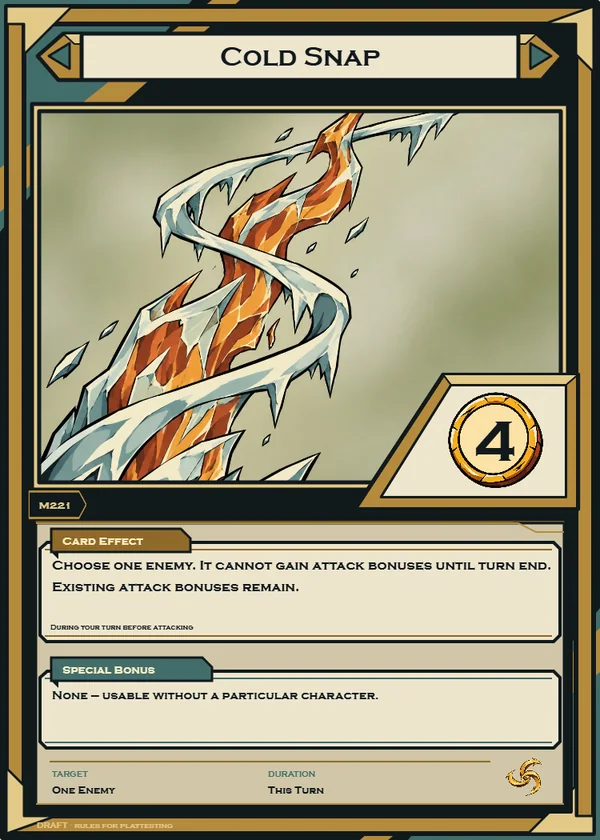 Cold Snap
4
M221
Card Effect
Choose one enemy. It cannot gain attack bonuses until turn end.
Existing attack bonuses remain.
During your turn before attacking
Special Bonus
None – usable without a particular character.
Target
Duration
One Enemy
This Turn
DRAFT · Rules for playtesting